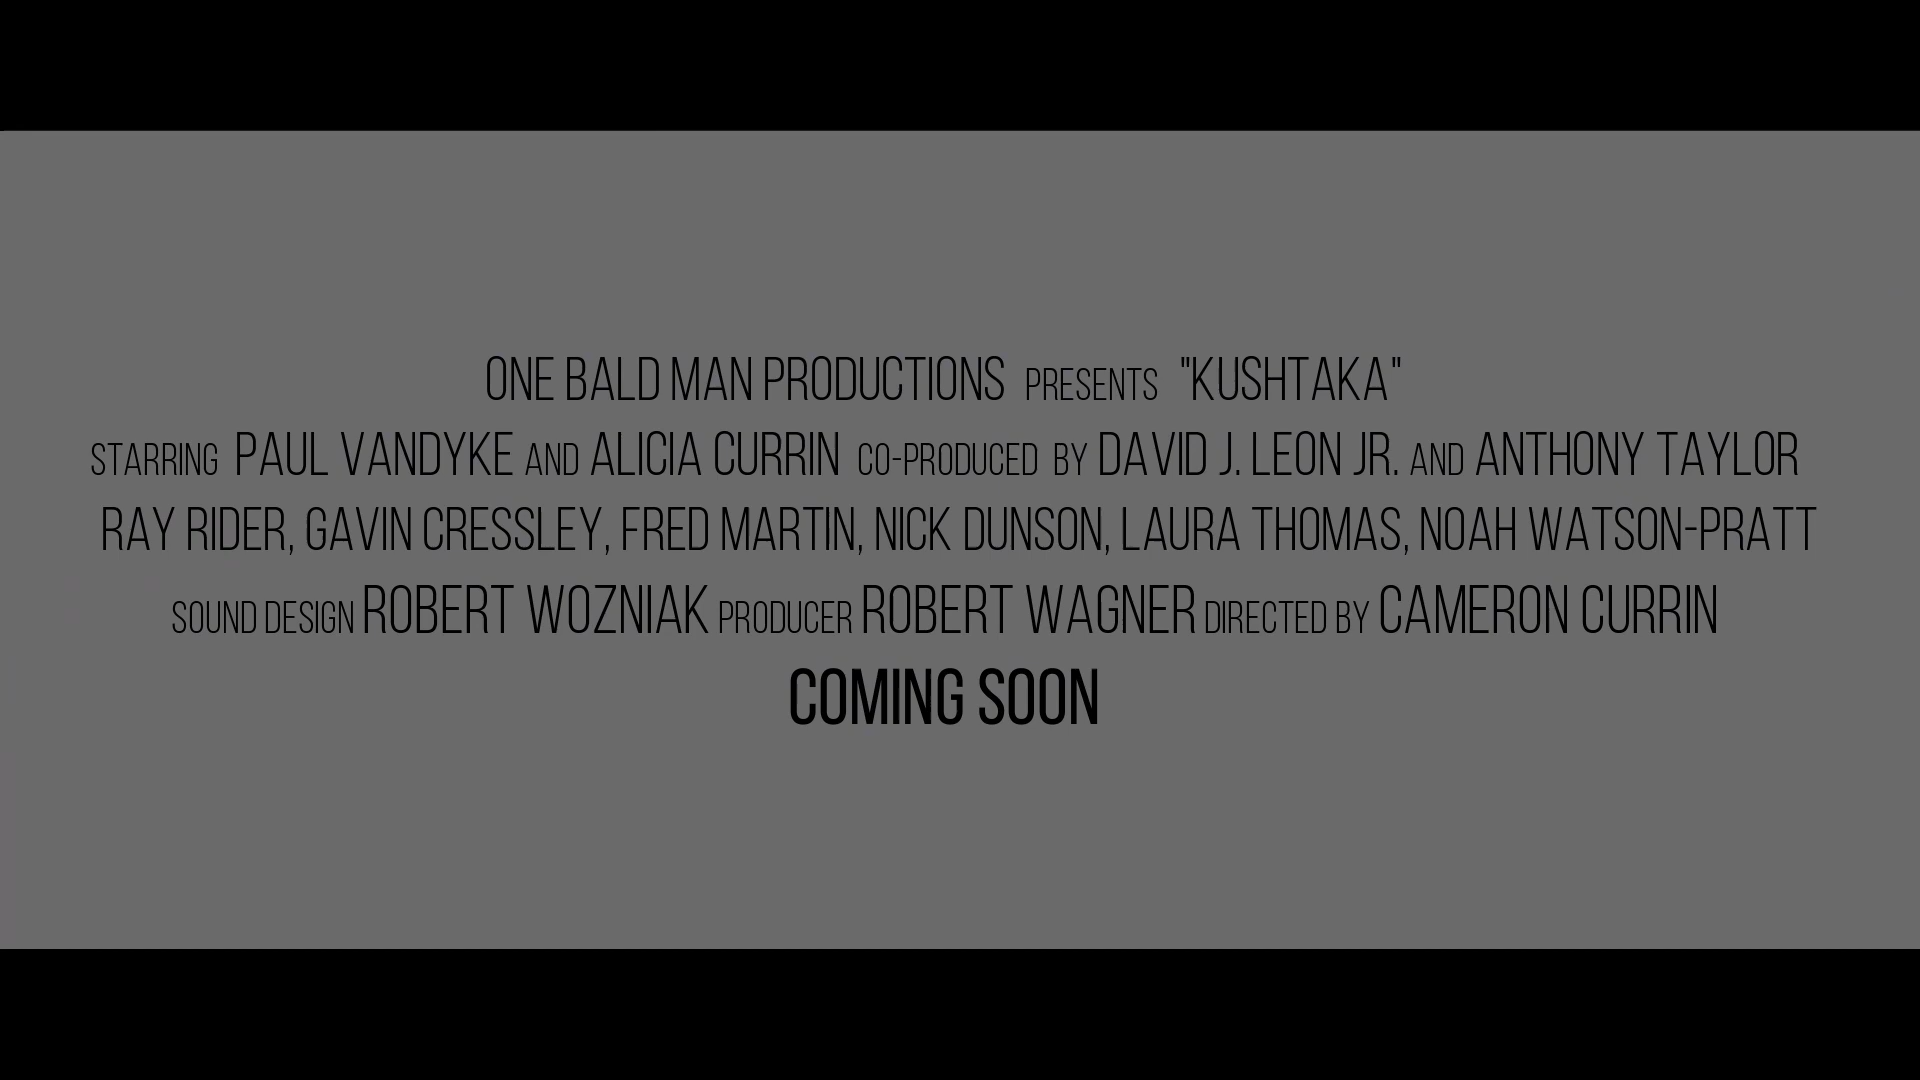 ONE BALD MAN PRODUCTIONS PRESENTS "KUSHTAKA"
STARRING PAUL VANDYKE AND ALICIA CURRIN CO-PRODUCED BY DAVID J. LEON JR. AND ANTHONY TAYLOR
RAY RIDER, GAVIN CRESSLEY, FRED MARTIN, NICK DUNSON, LAURA THOMAS, NOAH WATSON-PRATT
SOUND DESIGN ROBERT WOZNIAK PRODUCER ROBERT WAGNER DIRECTED BY CAMERON CURRIN
COMING SOON